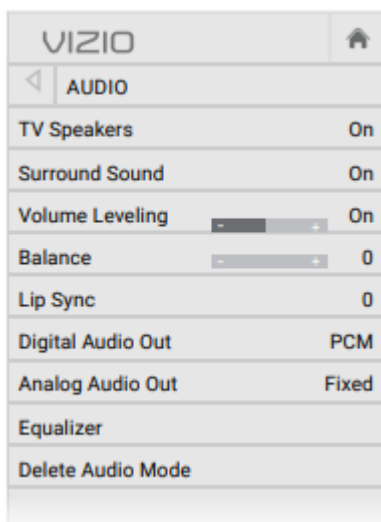 VIZIO
AUDIO
TV Speakers On
Surround Sound On
Volume Leveling - + On
Balance - + 0
Lip Sync 0
Digital Audio Out PCM
Analog Audio Out Fixed
Equalizer
Delete Audio Mode